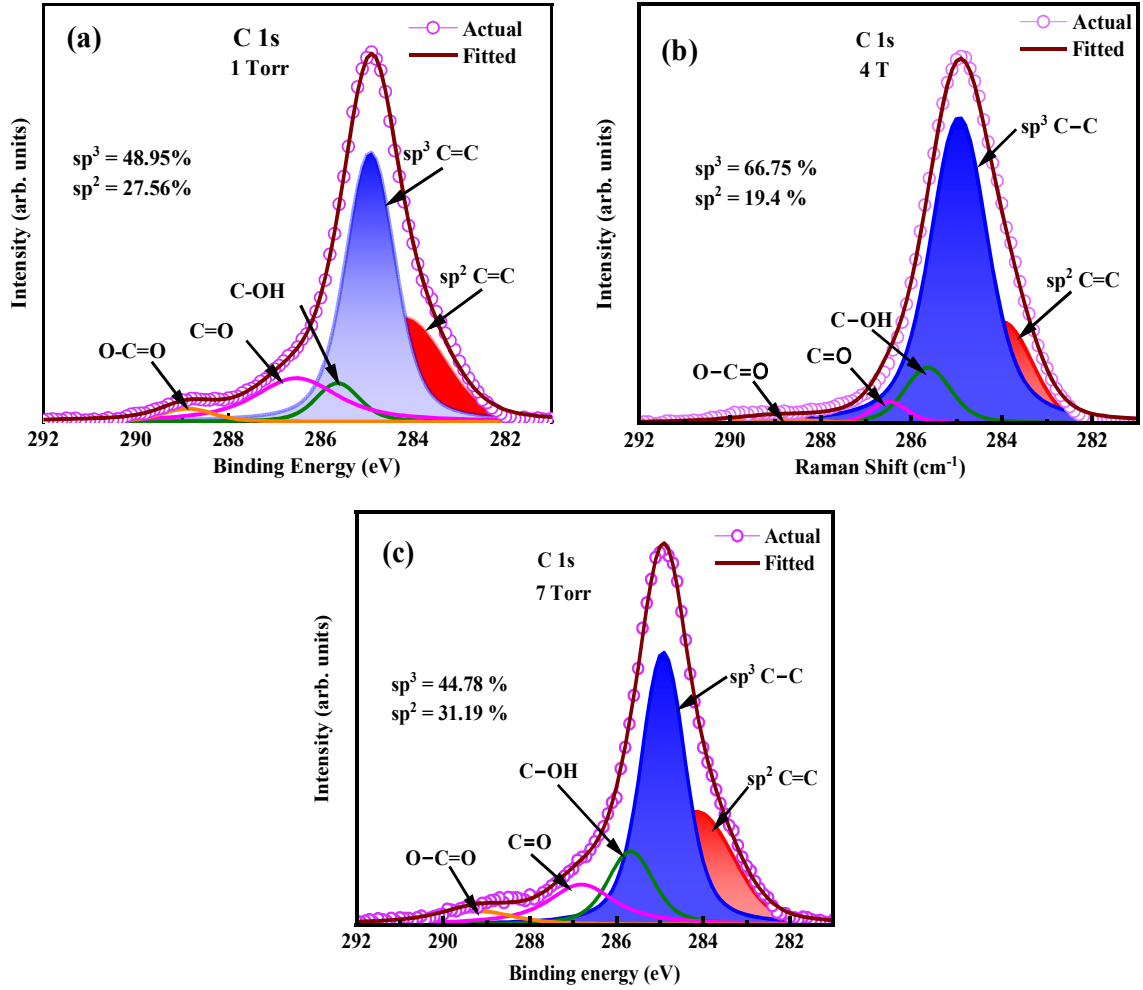 (a)
C 1s
1 Torr
Actual
Fitted
sp³ = 48.95%
sp² = 27.56%
sp³ C=C
sp² C=C
C-OH
C=O
O-C=O
Intensity (arb. units)
292 290 288 286 284 282
Binding Energy (eV)
(b)
C 1s
4 T
Actual
Fitted
sp³ C−C
sp³ = 66.75 %
sp² = 19.4 %
sp² C=C
C−OH
C=O
O−C=O
Intensity (arb. units)
292 290 288 286 284 282
Raman Shift (cm⁻¹)
(c)
C 1s
7 Torr
Actual
Fitted
sp³ C−C
sp³ = 44.78 %
sp² = 31.19 %
C−OH
sp² C=C
C=O
O−C=O
Intensity (arb. units)
292 290 288 286 284 282
Binding energy (eV)